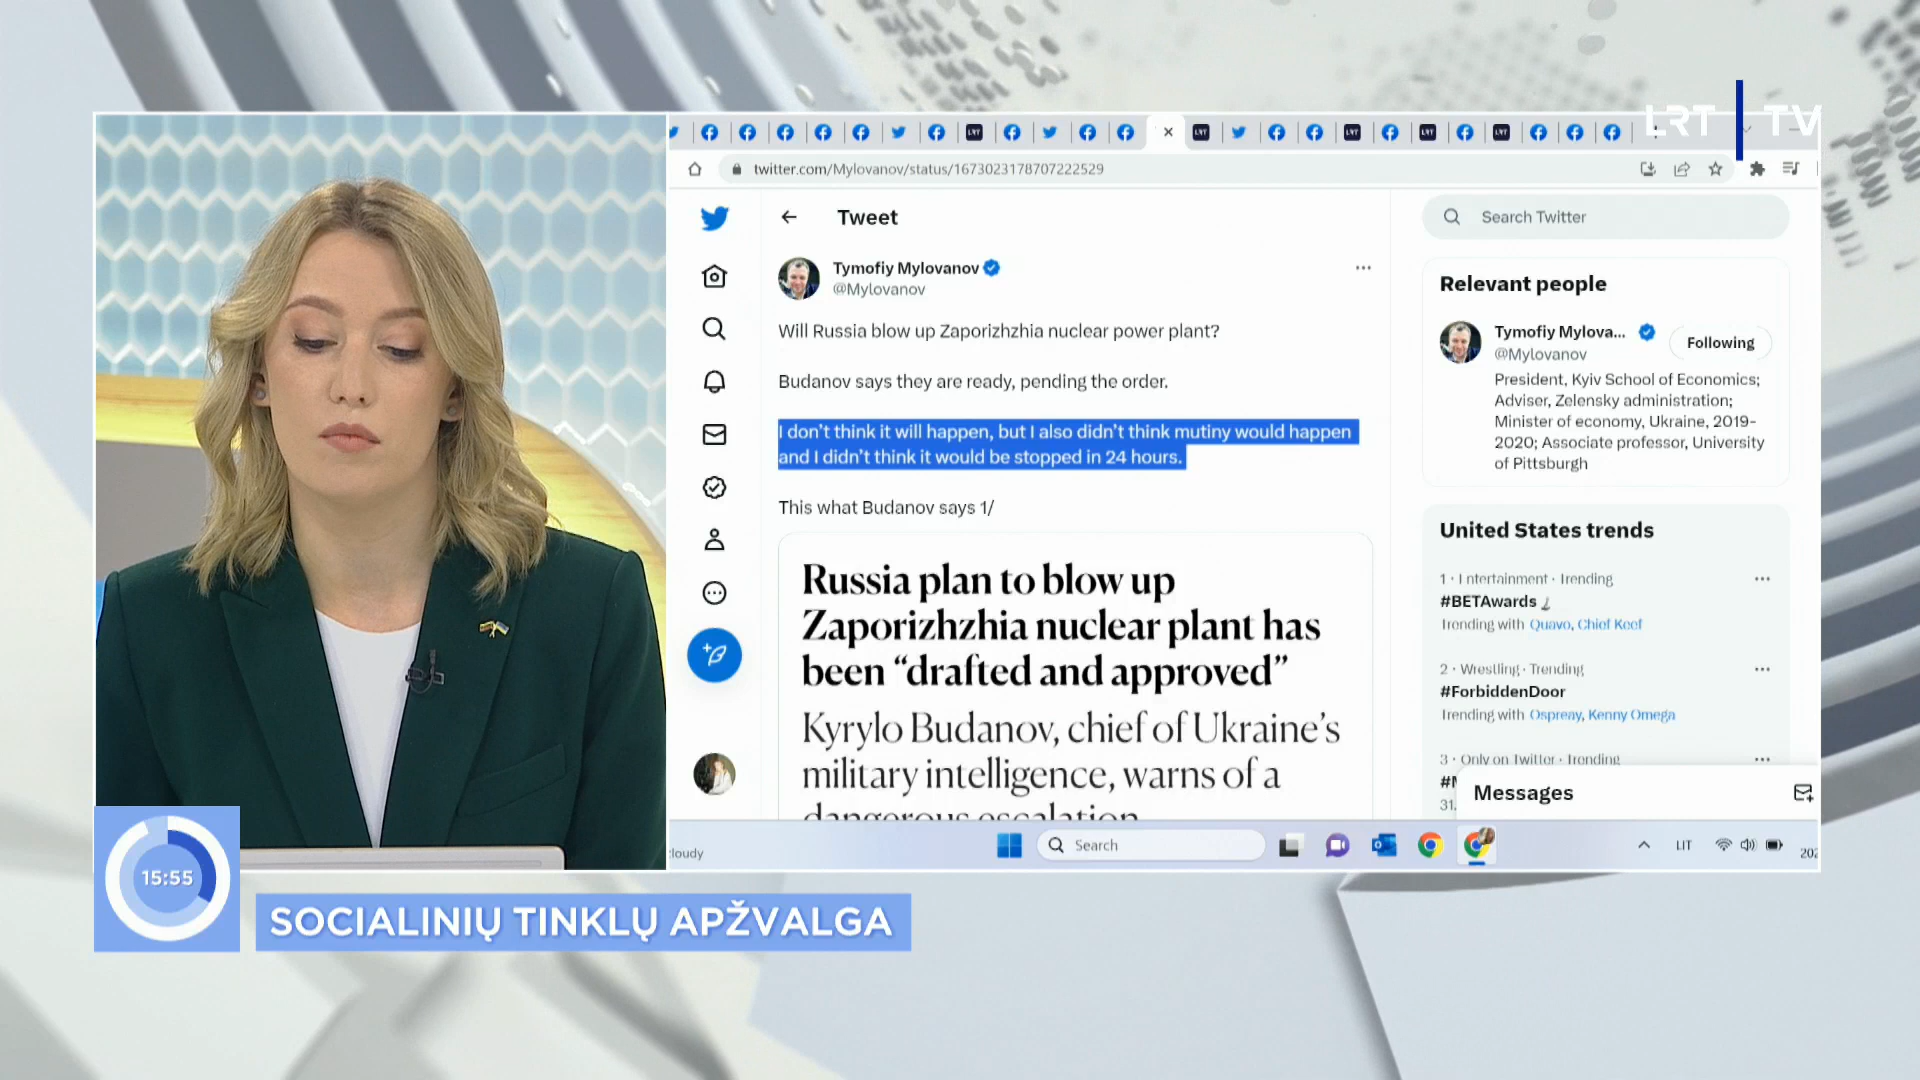 LRT TV
twitter.com/Mylovanov/status/1673023178707222529
Tweet
Tymofiy Mylovanov
@Mylovanov
Will Russia blow up Zaporizhzhia nuclear power plant?
Budanov says they are ready, pending the order.
I don't think it will happen, but I also didn't think mutiny would happen
and I didn't think it would be stopped in 24 hours.
This what Budanov says 1/
Russia plan to blow up
Zaporizhzhia nuclear plant has
been “drafted and approved”
Kyrylo Budanov, chief of Ukraine's
military intelligence, warns of a
dangerous escalation
Search Twitter
Relevant people
Tymofiy Mylova...
@Mylovanov
Following
President, Kyiv School of Economics;
Adviser, Zelensky administration;
Minister of economy, Ukraine, 2019-
2020; Associate professor, University
of Pittsburgh
United States trends
1 · Entertainment · Trending
#BETAwards
Trending with Quavo, Chief Keef
2 · Wrestling · Trending
#ForbiddenDoor
Trending with Ospreay, Kenny Omega
3 · Only on Twitter · Trending
31.
Messages
Search
LIT
15:55
SOCIALINIŲ TINKLŲ APŽVALGA